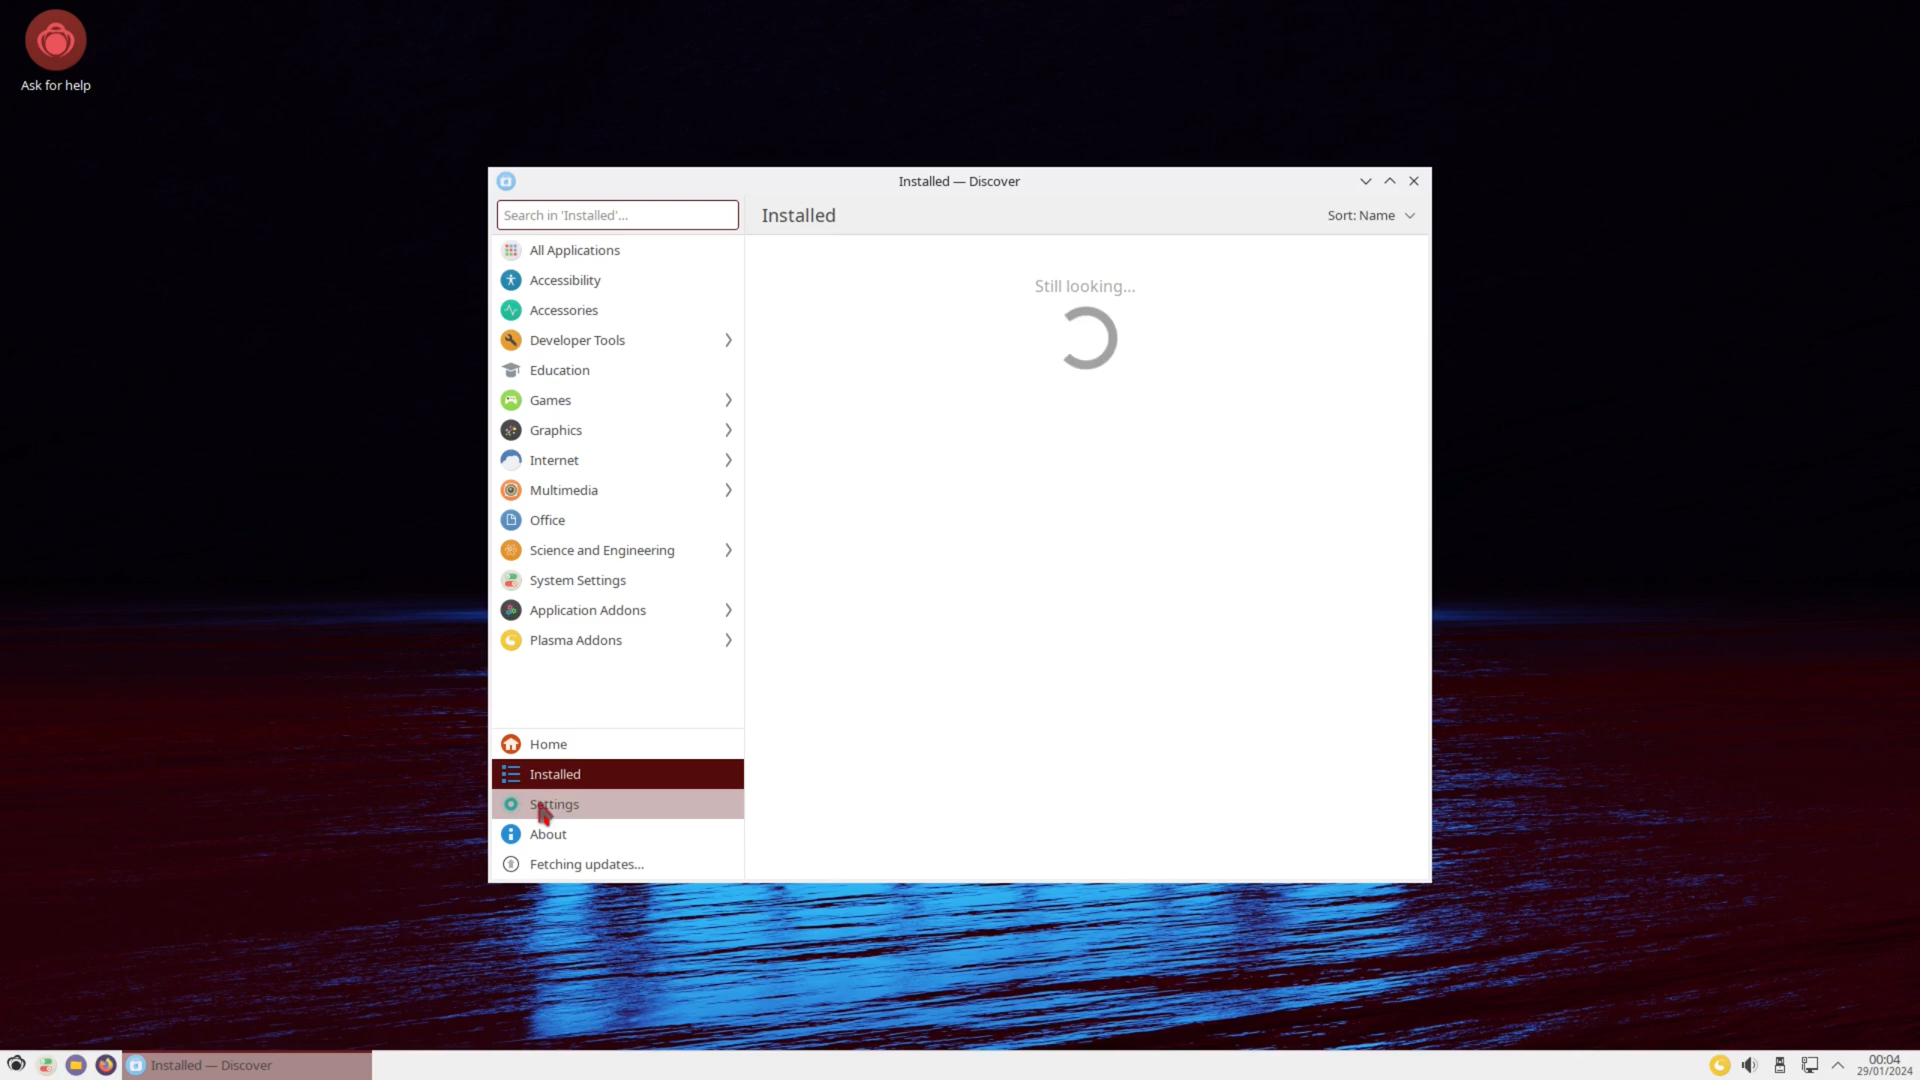 Ask for help
Installed — Discover
Search in 'Installed'...
Installed
Sort: Name
All Applications
Accessibility
Accessories
Developer Tools
Education
Games
Graphics
Internet
Multimedia
Office
Science and Engineering
System Settings
Application Addons
Plasma Addons
Still looking...
Home
Installed
Settings
About
Fetching updates...
Installed — Discover
00:04
29/01/2024